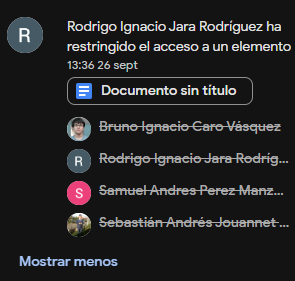 R
Rodrigo Ignacio Jara Rodríguez ha
restringido el acceso a un elemento
13:36 26 sept
Documento sin título
Bruno Ignacio Caro Vásquez
R Rodrigo Ignacio Jara Rodríg...
S Samuel Andres Perez Manz...
Sebastián Andrés Jouannet ...
Mostrar menos